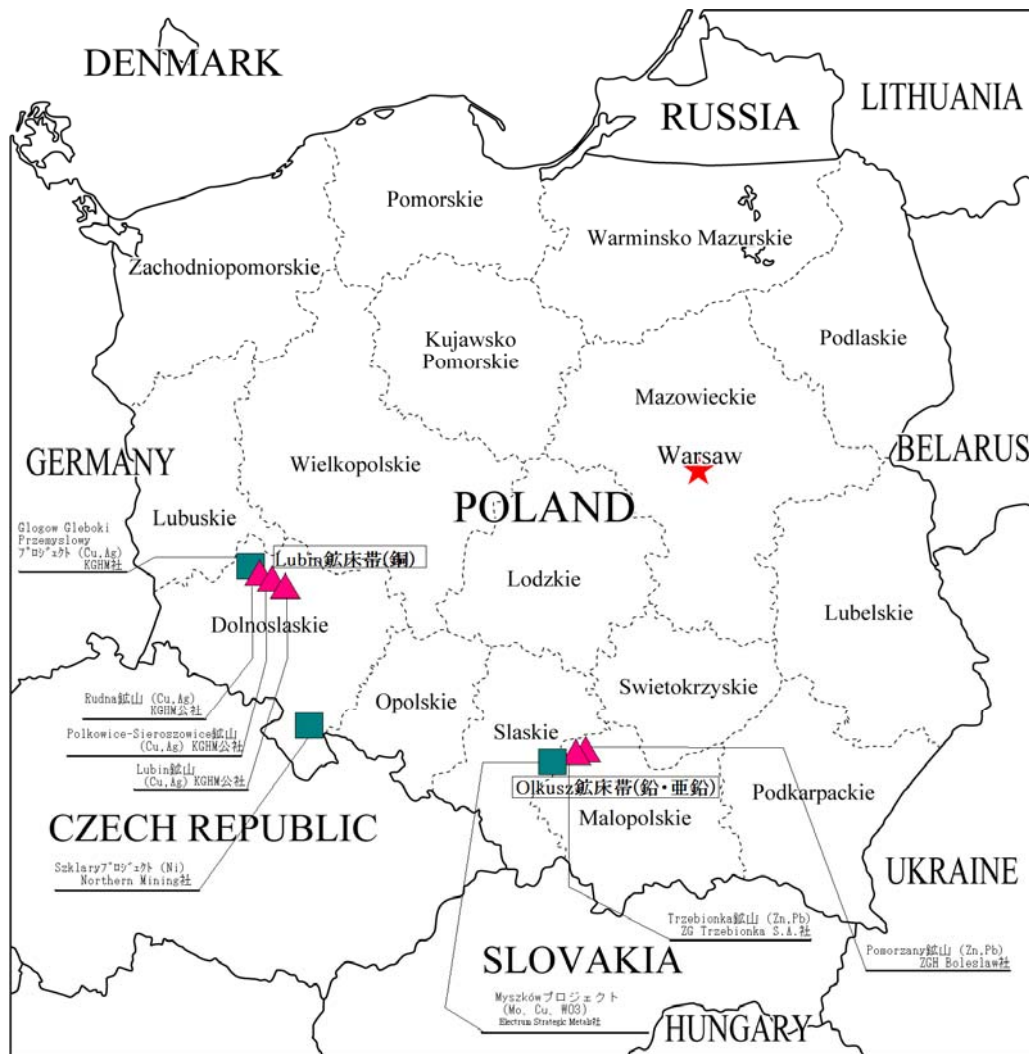 DENMARK
LITHUANIA
RUSSIA
Pomorskie
Warminsko Mazurskie
Zachodniopomorskie
Podlaskie
Kujawsko
Pomorskie
Mazowieckie
GERMANY
Wielkopolskie
Warsaw
BELARUS
POLAND
Lubuskie
Glogow Gleboki
Przemyslowy
ﾌﾟﾛｼﾞｪｸﾄ (Cu,Ag)
KGHM社
Lubin鉱床帯(銅)
Lodzkie
Lubelskie
Dolnoslaskie
Rudna鉱山 (Cu,Ag)
KGHM公社
Opolskie
Swietokrzyskie
Polkowice-Sieroszowice鉱山
(Cu,Ag) KGHM公社
Slaskie
Lubin鉱山
(Cu,Ag) KGHM公社
Olkusz鉱床帯(鉛・亜鉛)
Podkarpackie
Malopolskie
CZECH REPUBLIC
Szklaryﾌﾟﾛｼﾞｪｸﾄ (Ni)
Northern Mining社
UKRAINE
Trzebionka鉱山 (Zn,Pb)
ZG Trzebionka S.A.社
Pomorzany鉱山 (Zn,Pb)
ZGH Boleslaw社
SLOVAKIA
Myszkówプロジェクト
(Mo、Cu、WO3)
Electrum Strategic Metals社
HUNGARY